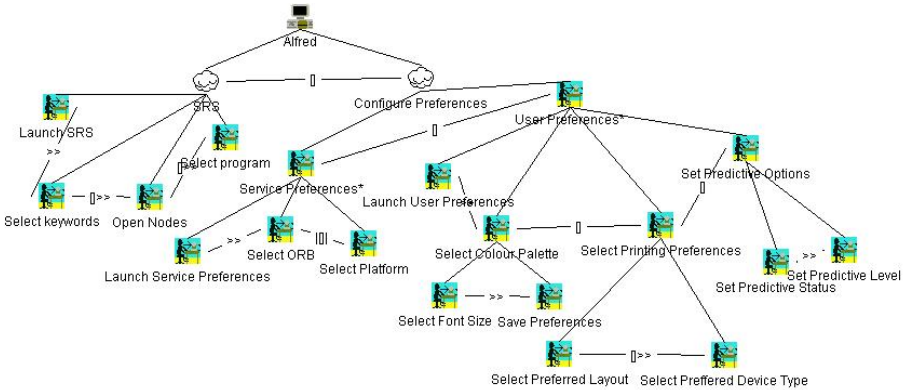 Alfred
[]
SRS
Configure Preferences
Launch SRS
User Preferences*
[]
>>
[]>>
Select program
Service Preferences*
Set Predictive Options
Launch User Preferences
[]
Select keywords
[]>>
Open Nodes
>>
>>
Select ORB
|[]|
Select Platform
Launch Service Preferences
Select Colour Palette
[]
Select Printing Preferences
Set Predictive Status
>>
Set Predictive Level
Select Font Size
>>
Save Preferences
Select Preferred Layout
[]>>
Select Preffered Device Type